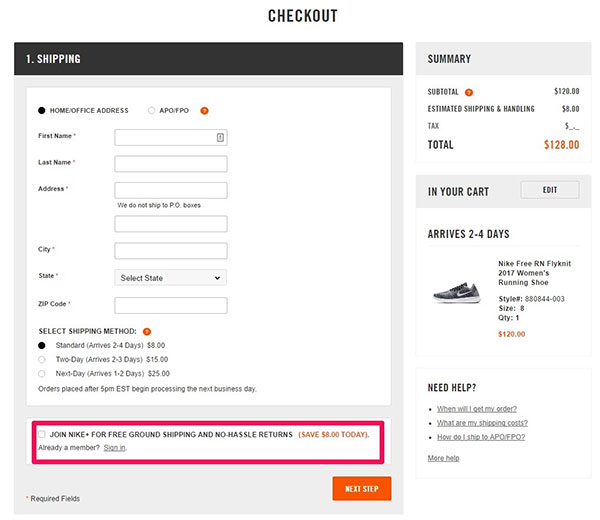 CHECKOUT
1. SHIPPING
HOME/OFFICE ADDRESS APO/FPO ?
First Name *
Last Name *
Address *
We do not ship to P.O. boxes
City *
State * Select State
ZIP Code *
SELECT SHIPPING METHOD: ?
Standard (Arrives 2-4 Days) $8.00
Two-Day (Arrives 2-3 Days) $15.00
Next-Day (Arrives 1-2 Days) $25.00
Orders placed after 5pm EST begin processing the next business day.
JOIN NIKE+ FOR FREE GROUND SHIPPING AND NO-HASSLE RETURNS (SAVE $8.00 TODAY).
Already a member? Sign in.
* Required Fields
NEXT STEP
SUMMARY
SUBTOTAL ? $120.00
ESTIMATED SHIPPING & HANDLING $8.00
TAX $_._
TOTAL $128.00
IN YOUR CART EDIT
ARRIVES 2-4 DAYS
Nike Free RN Flyknit
2017 Women's
Running Shoe
Style#: 880844-003
Size: 8
Qty: 1
$120.00
NEED HELP?
When will I get my order?
What are my shipping costs?
How do I ship to APO/FPO?
More help